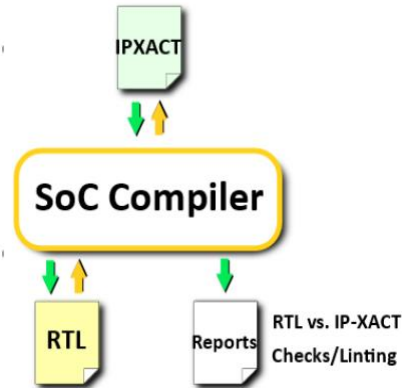 IPXACT
SoC Compiler
RTL
Reports
RTL vs. IP-XACT
Checks/Linting